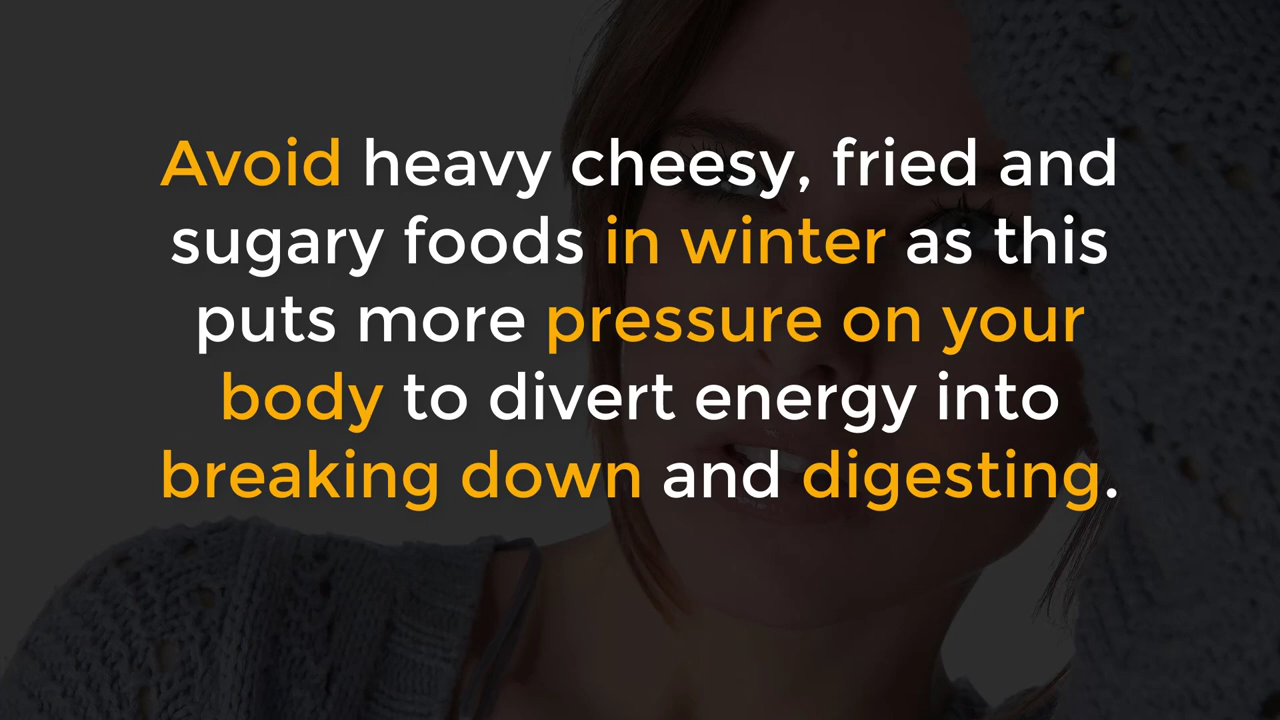 Avoid heavy cheesy, fried and
sugary foods in winter as this
puts more pressure on your
body to divert energy into
breaking down and digesting.